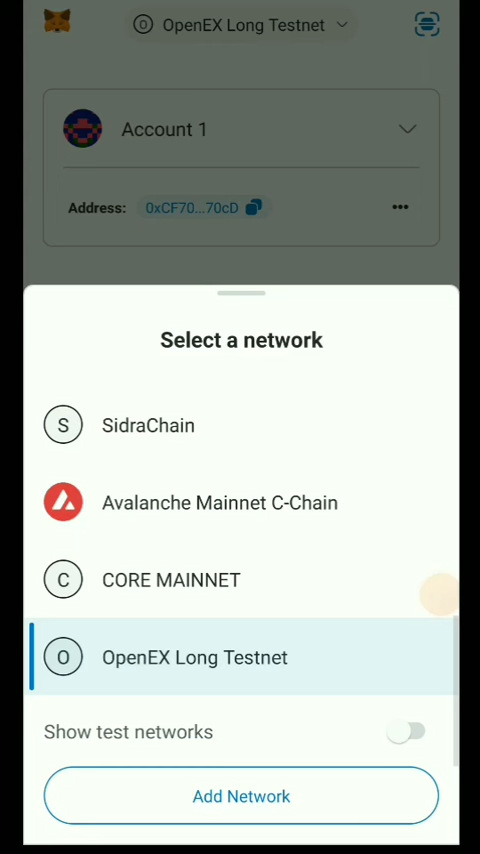 O OpenEX Long Testnet
Account 1
Address: 0xCF70...70cD
Select a network
S SidraChain
Avalanche Mainnet C-Chain
C CORE MAINNET
O OpenEX Long Testnet
Show test networks
Add Network